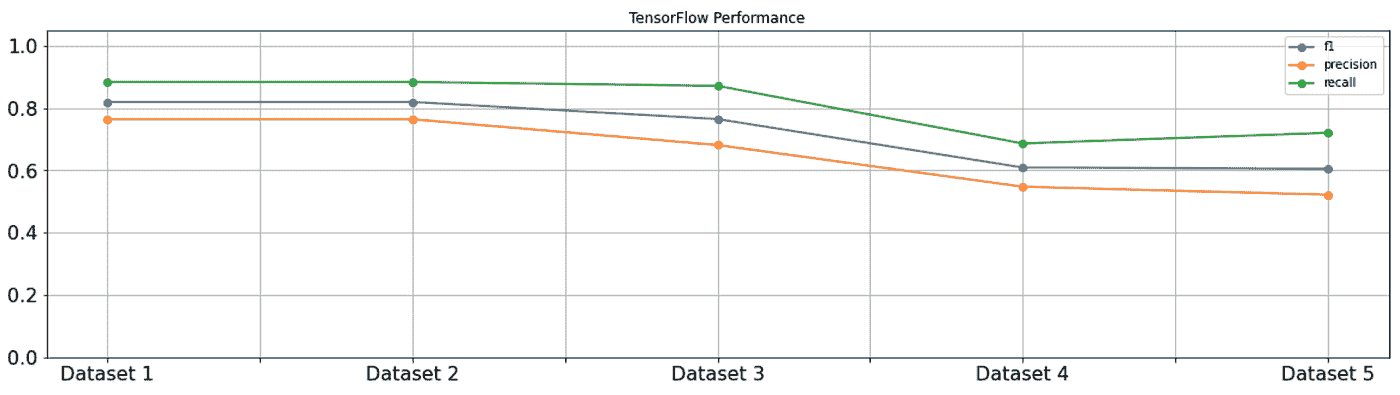 TensorFlow Performance
1.0
0.8
0.6
0.4
0.2
0.0
f1
precision
recall
Dataset 1 Dataset 2 Dataset 3 Dataset 4 Dataset 5